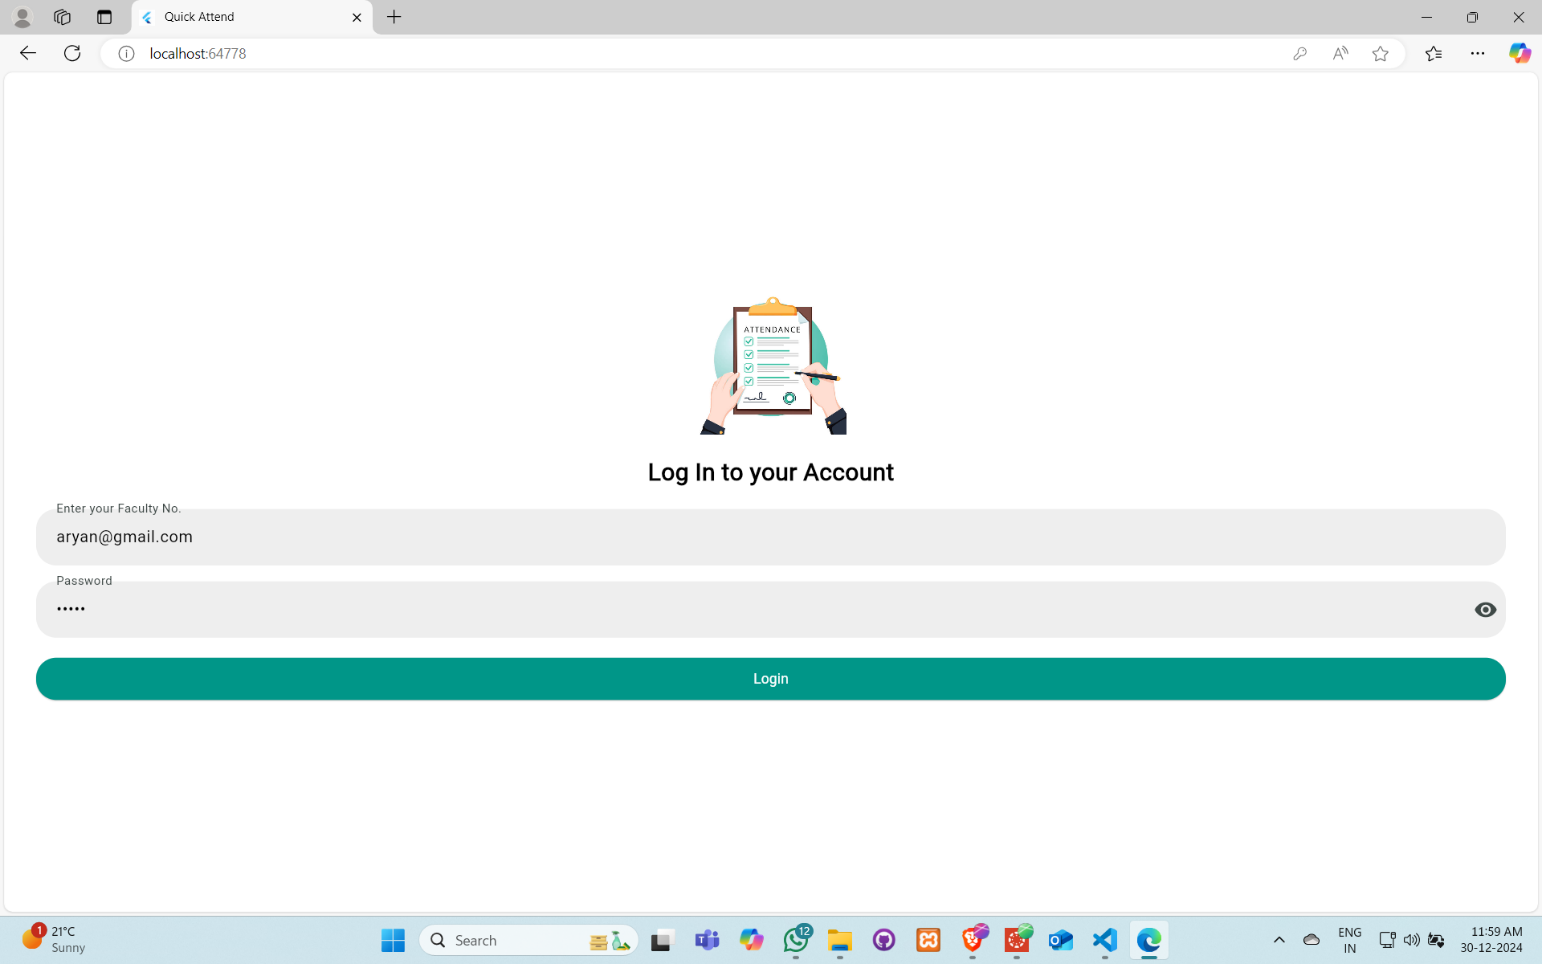 Quick Attend
localhost:64778
ATTENDANCE
Log In to your Account
Enter your Faculty No.
aryan@gmail.com
Password
•••••
Login
1
21°C
Sunny
Search
12
ENG
IN
11:59 AM
30-12-2024